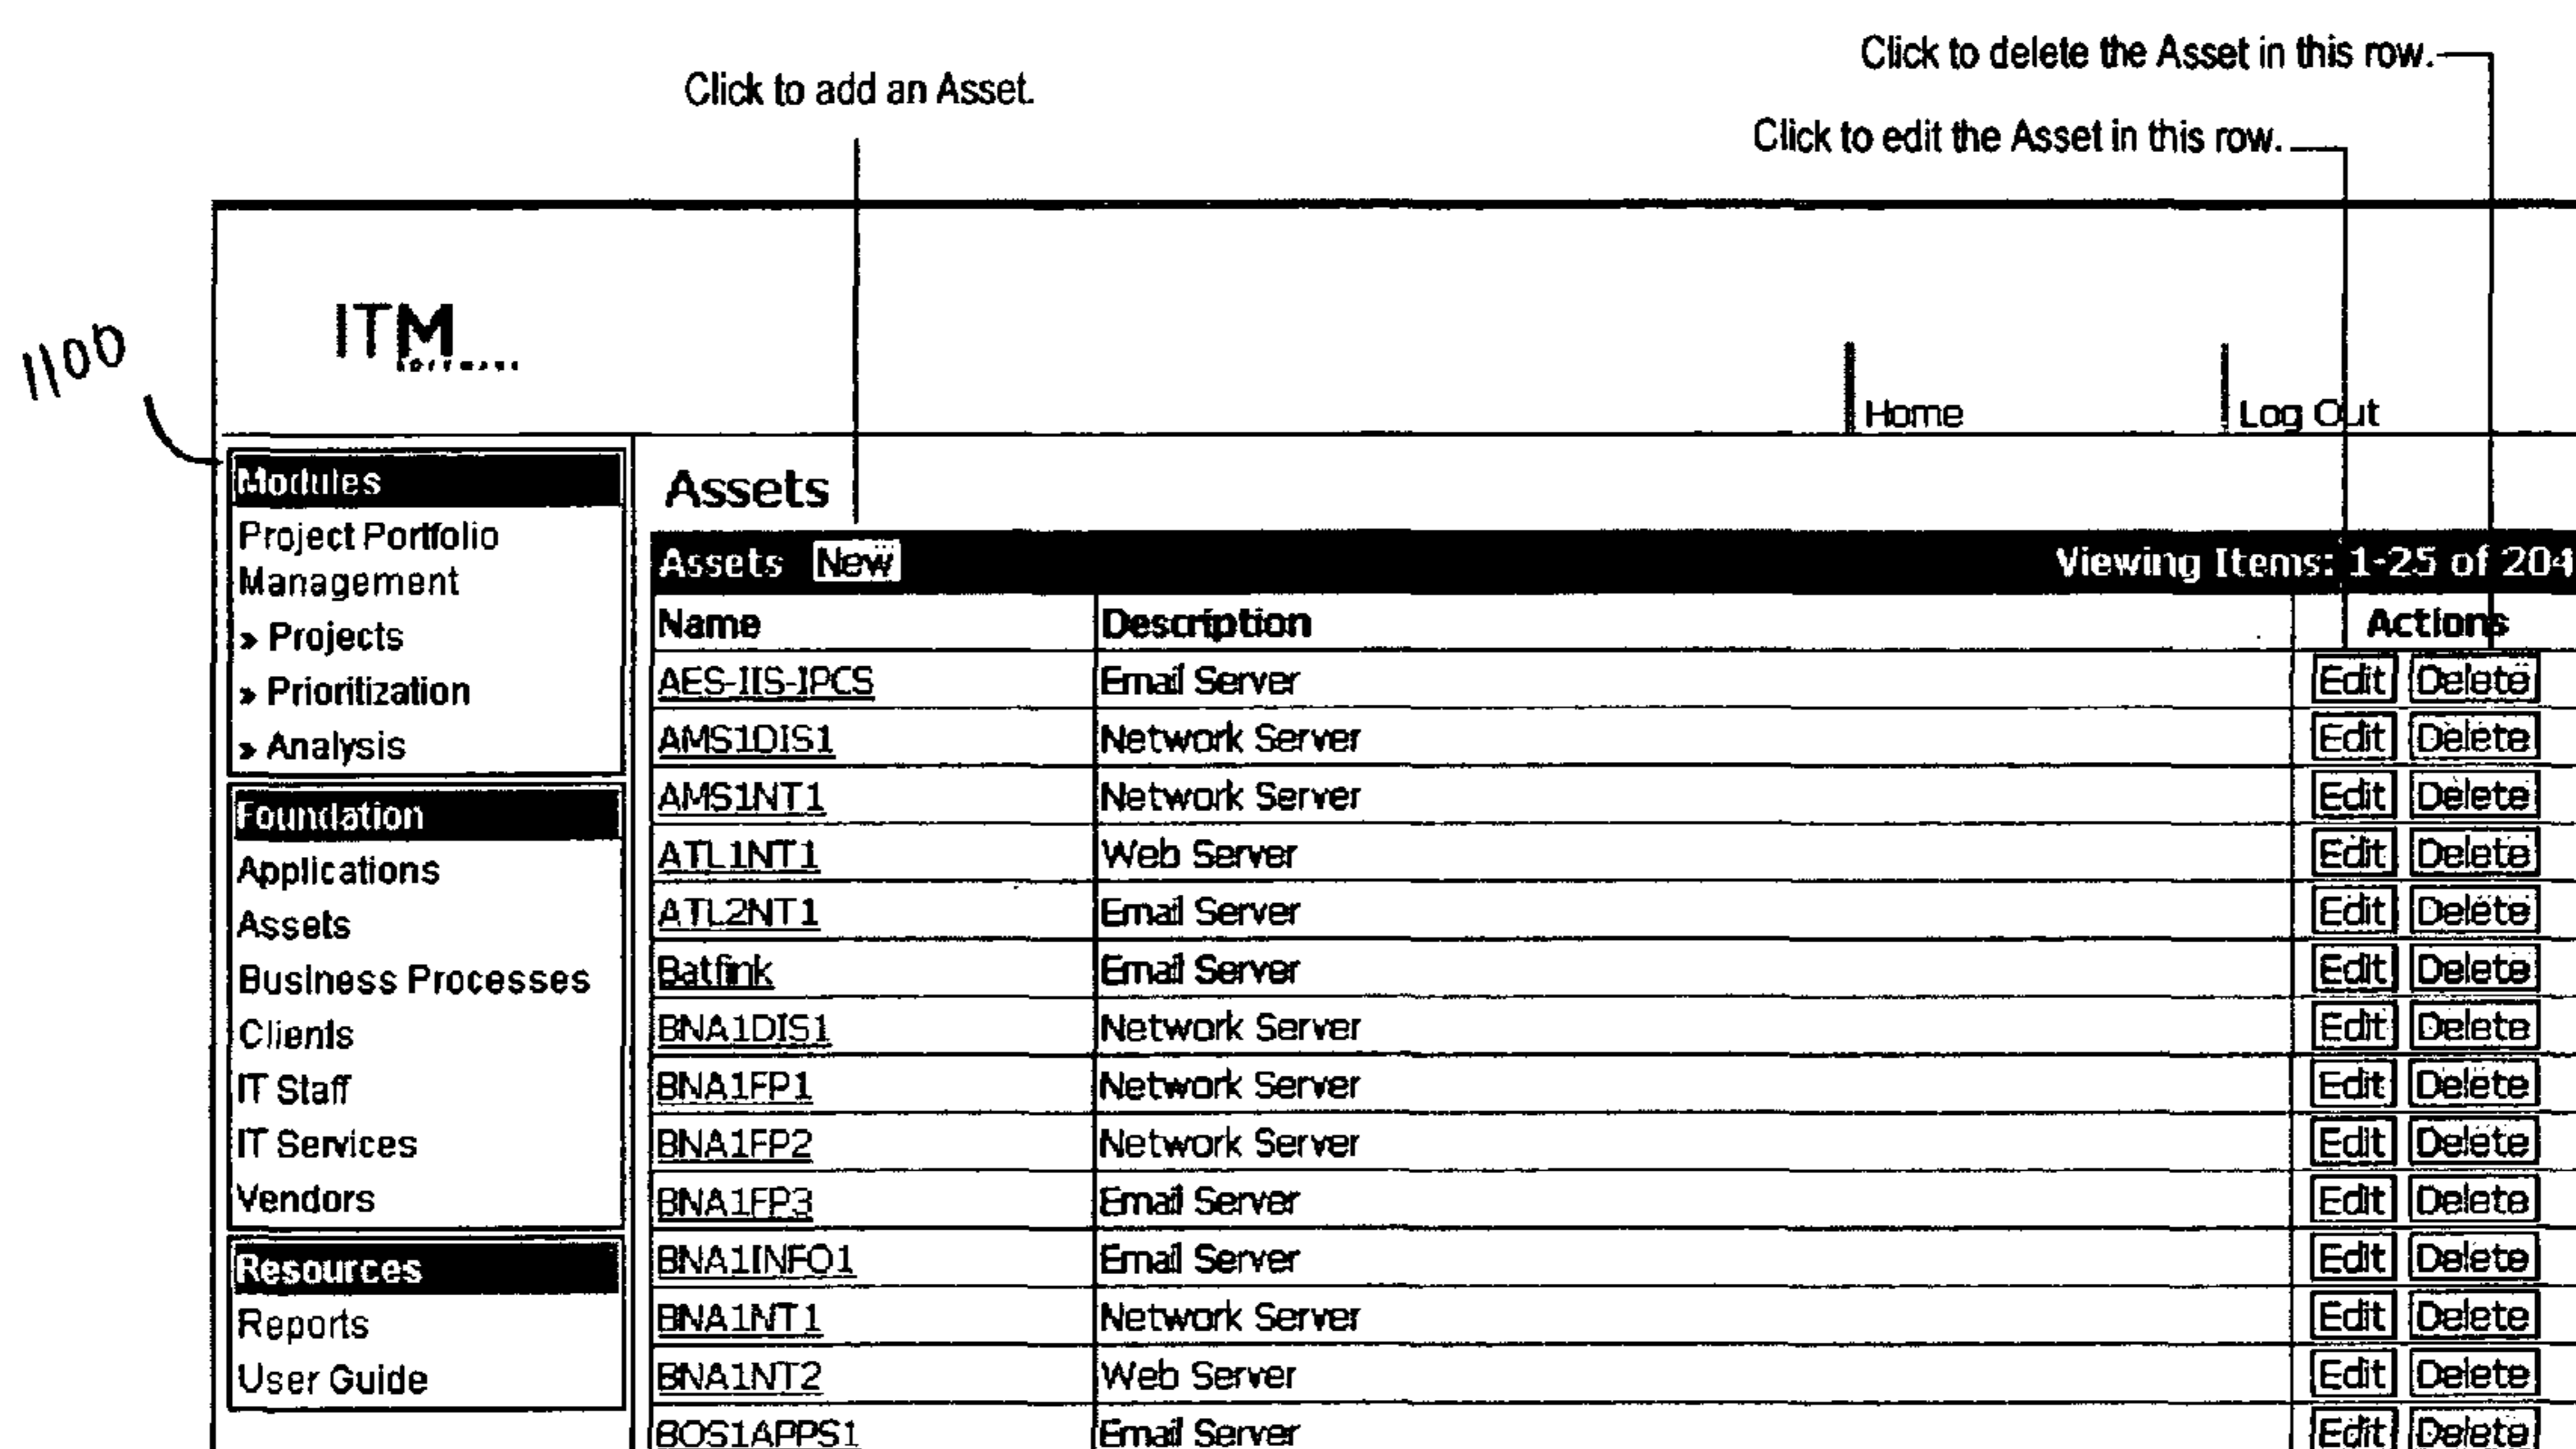 Click to delete the Asset in this row.
Click to add an Asset.
Click to edit the Asset in this row.
ITM
SOFTWARE
1100
Home
Log Out
Modules
Project Portfolio
Management
» Projects
» Prioritization
» Analysis
Foundation
Applications
Assets
Business Processes
Clients
IT Staff
IT Services
Vendors
Resources
Reports
User Guide
Assets
Assets New Viewing Items: 1-25 of 204
Name Description Actions
AES-IIS-IPCS Email Server Edit Delete
AMS1DIS1 Network Server Edit Delete
AMS1NT1 Network Server Edit Delete
ATL1NT1 Web Server Edit Delete
ATL2NT1 Email Server Edit Delete
Batfink Email Server Edit Delete
BNA1DIS1 Network Server Edit Delete
BNA1FP1 Network Server Edit Delete
BNA1FP2 Network Server Edit Delete
BNA1FP3 Email Server Edit Delete
BNA1INFO1 Email Server Edit Delete
BNA1NT1 Network Server Edit Delete
BNA1NT2 Web Server Edit Delete
BOS1APPS1 Email Server Edit Delete